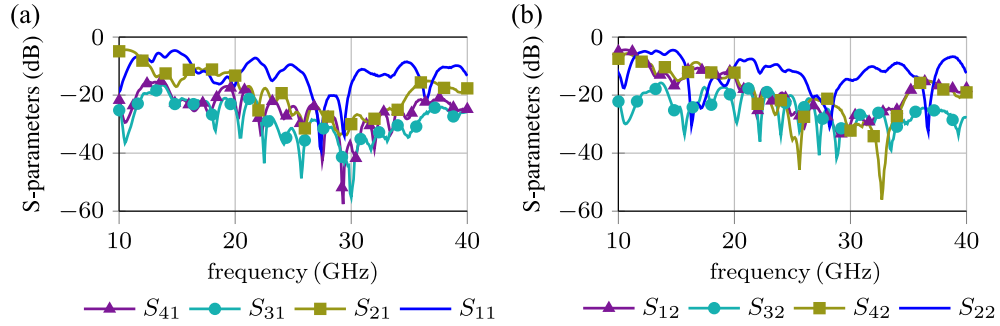 (a)
S-parameters (dB)
0
−20
−40
−60
10 20 30 40
frequency (GHz)
S₄₁ S₃₁ S₂₁ S₁₁
(b)
S-parameters (dB)
0
−20
−40
−60
10 20 30 40
frequency (GHz)
S₁₂ S₃₂ S₄₂ S₂₂